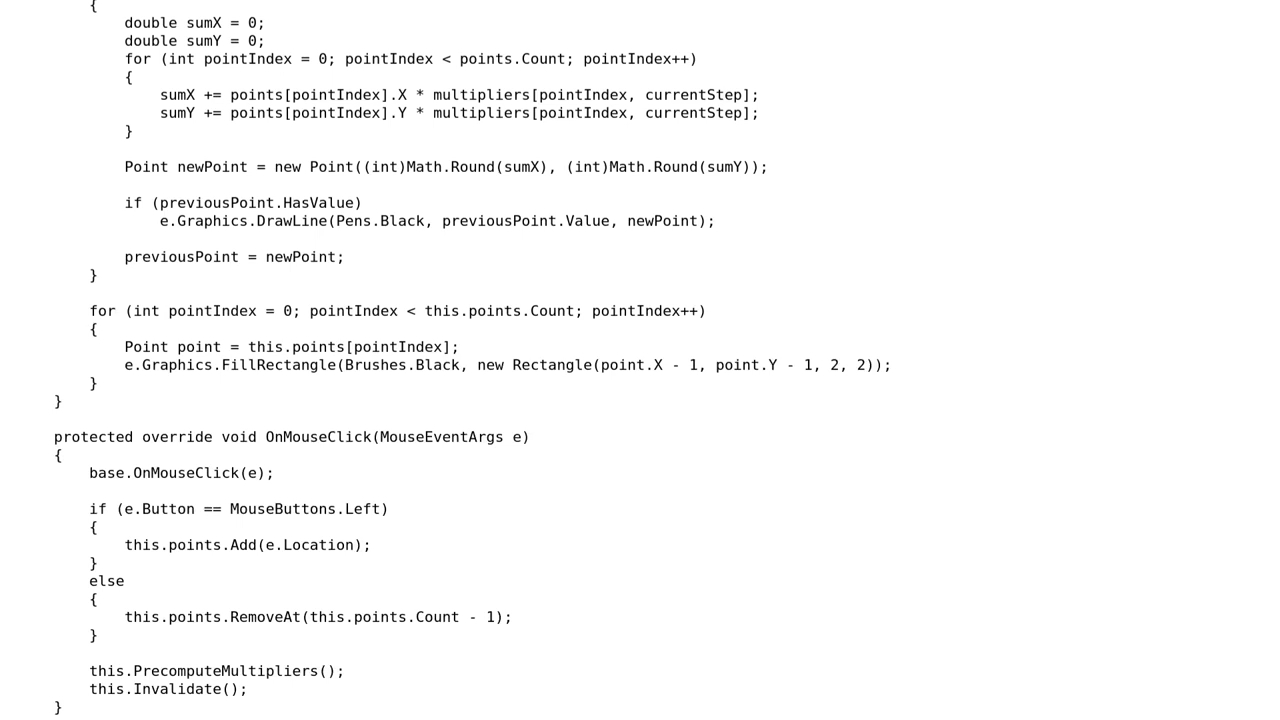 {
double sumX = 0;
double sumY = 0;
for (int pointIndex = 0; pointIndex < points.Count; pointIndex++)
{
sumX += points[pointIndex].X * multipliers[pointIndex, currentStep];
sumY += points[pointIndex].Y * multipliers[pointIndex, currentStep];
}
Point newPoint = new Point((int)Math.Round(sumX), (int)Math.Round(sumY));
if (previousPoint.HasValue)
e.Graphics.DrawLine(Pens.Black, previousPoint.Value, newPoint);
previousPoint = newPoint;
}
for (int pointIndex = 0; pointIndex < this.points.Count; pointIndex++)
{
Point point = this.points[pointIndex];
e.Graphics.FillRectangle(Brushes.Black, new Rectangle(point.X - 1, point.Y - 1, 2, 2));
}
}
protected override void OnMouseClick(MouseEventArgs e)
{
base.OnMouseClick(e);
if (e.Button == MouseButtons.Left)
{
this.points.Add(e.Location);
}
else
{
this.points.RemoveAt(this.points.Count - 1);
}
this.PrecomputeMultipliers();
this.Invalidate();
}